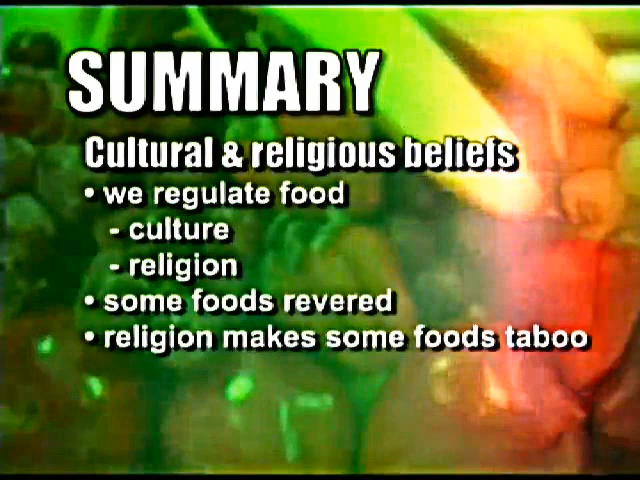 SUMMARY
Cultural & religious beliefs
• we regulate food
- culture
- religion
• some foods revered
• religion makes some foods taboo